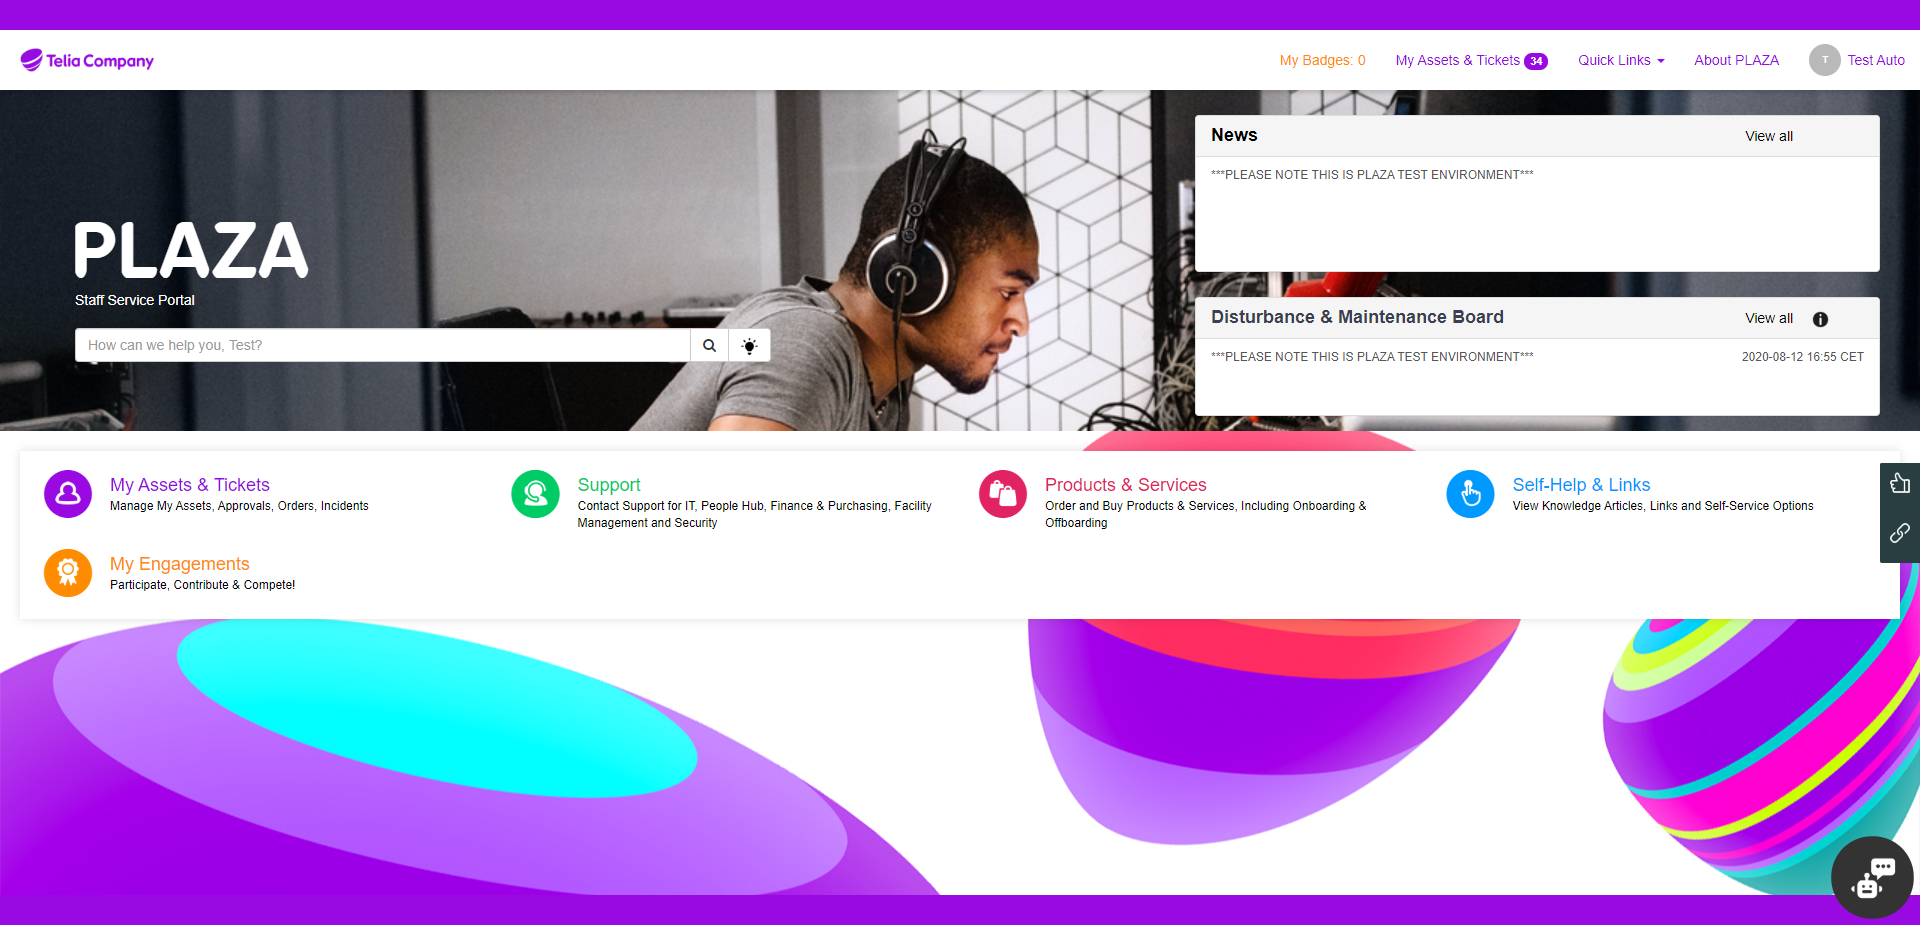 Telia Company
My Badges: 0
My Assets & Tickets 34
Quick Links
About PLAZA
T
Test Auto
PLAZA
Staff Service Portal
How can we help you, Test?
News
View all
***PLEASE NOTE THIS IS PLAZA TEST ENVIRONMENT***
Disturbance & Maintenance Board
View all
***PLEASE NOTE THIS IS PLAZA TEST ENVIRONMENT***
2020-08-12 16:55 CET
My Assets & Tickets
Manage My Assets, Approvals, Orders, Incidents
Support
Contact Support for IT, People Hub, Finance & Purchasing, Facility
Management and Security
Products & Services
Order and Buy Products & Services, Including Onboarding &
Offboarding
Self-Help & Links
View Knowledge Articles, Links and Self-Service Options
My Engagements
Participate, Contribute & Compete!